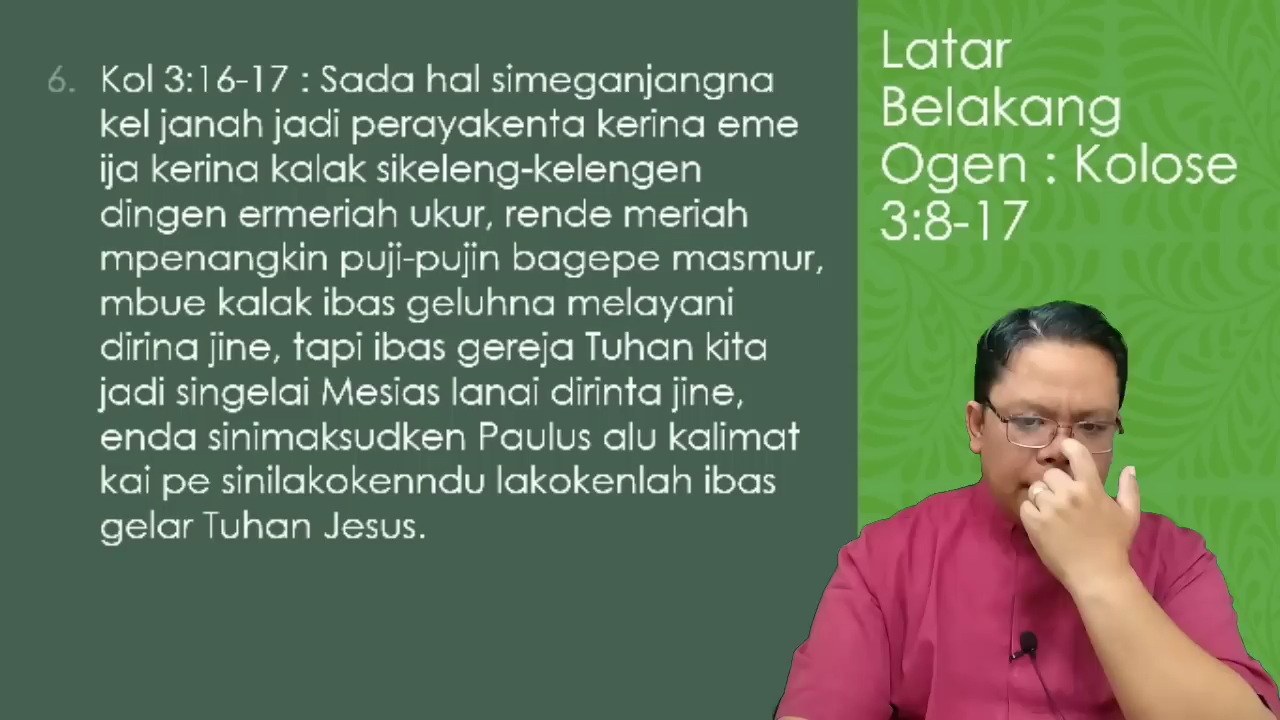 6. Kol 3:16-17 : Sada hal simeganjangna
kel janah jadi perayakenta kerina eme
ija kerina kalak sikeleng-kelengen
dingen ermeriah ukur, rende meriah
mpenangkin puji-pujin bagepe masmur,
mbue kalak ibas geluhna melayani
dirina jine, tapi ibas gereja Tuhan kita
jadi singelai Mesias lanai dirinta jine,
enda sinimaksudken Paulus alu kalimat
kai pe sinilakokenndu lakokenlah ibas
gelar Tuhan Jesus.
Latar
Belakang
Ogen : Kolose
3:8-17